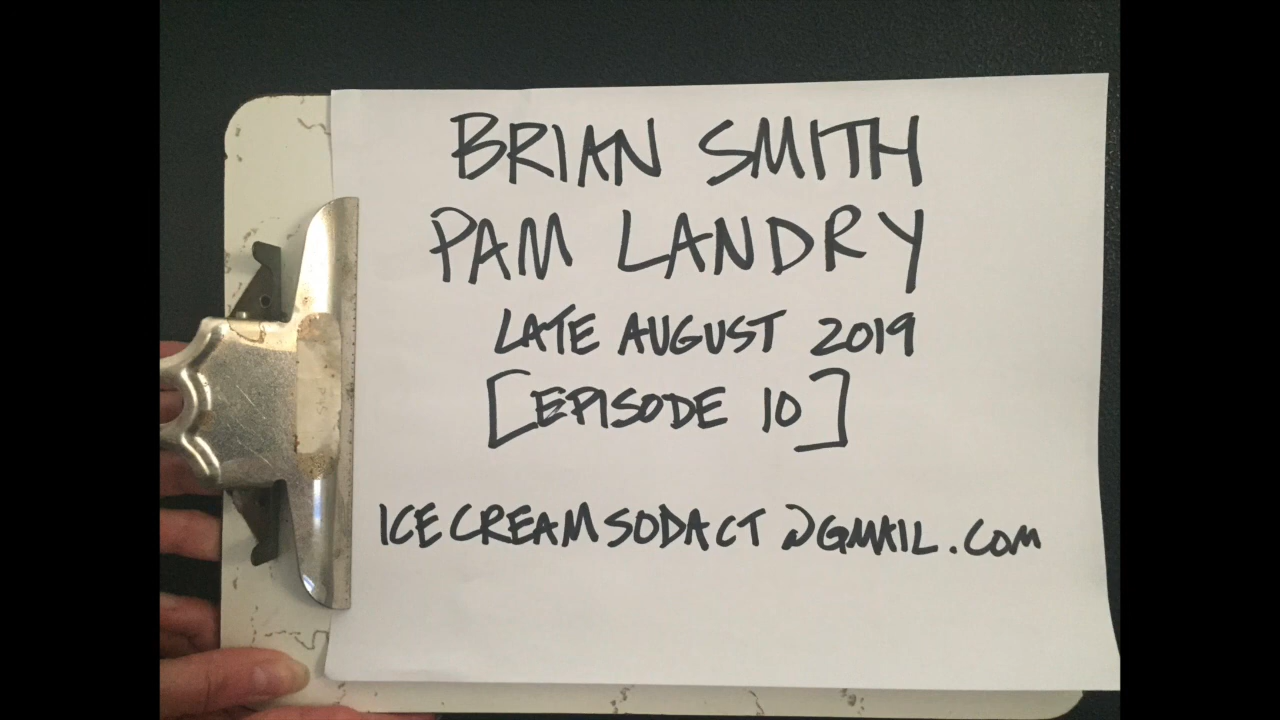 BRIAN SMITH
PAM LANDRY
LATE AUGUST 2019
[EPISODE 10]
ICECREAMSODACT@GMAIL.COM